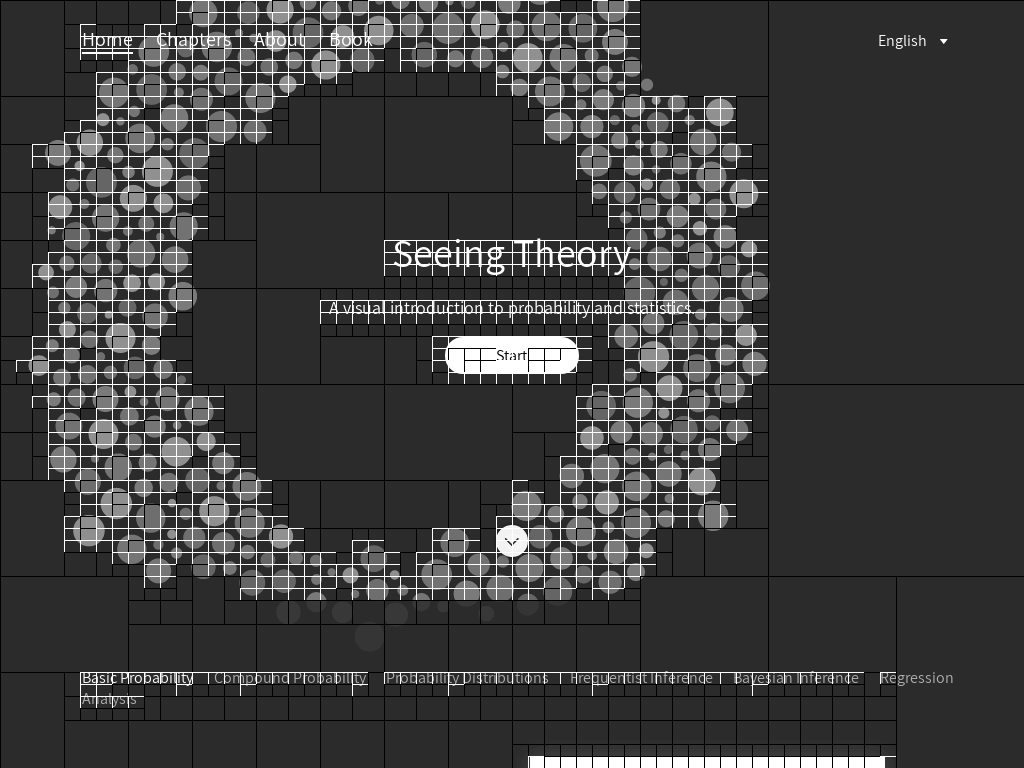 Home Chapters About Book English
Seeing Theory
A visual introduction to probability and statistics.
Start
Basic Probability Compound Probability Probability Distributions Frequentist Inference Bayesian Inference Regression
Analysis